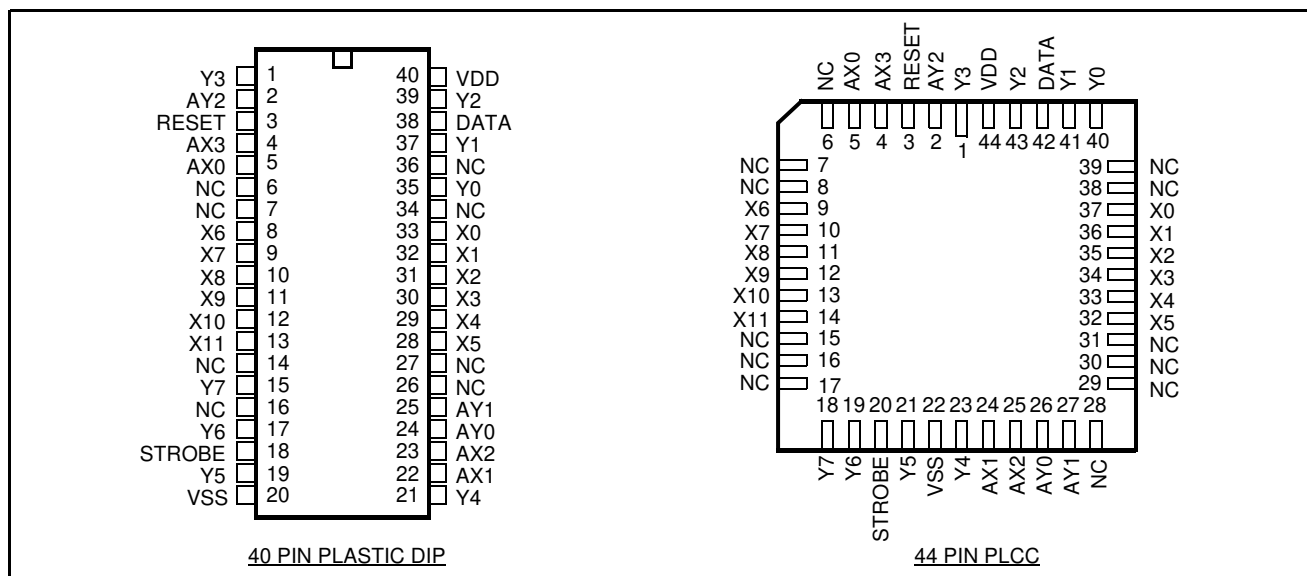 Y3 1 40 VDD
AY2 2 39 Y2
RESET 3 38 DATA
AX3 4 37 Y1
AX0 5 36 NC
NC 6 35 Y0
NC 7 34 NC
X6 8 33 X0
X7 9 32 X1
X8 10 31 X2
X9 11 30 X3
X10 12 29 X4
X11 13 28 X5
NC 14 27 NC
Y7 15 26 NC
NC 16 25 AY1
Y6 17 24 AY0
STROBE 18 23 AX2
Y5 19 22 AX1
VSS 20 21 Y4
40 PIN PLASTIC DIP
NC AX0 AX3 RESET AY2 Y3 VDD Y2 DATA Y1 Y0
6 5 4 3 2 1 44 43 42 41 40
NC 7 39 NC
NC 8 38 NC
X6 9 37 X0
X7 10 36 X1
X8 11 35 X2
X9 12 34 X3
X10 13 33 X4
X11 14 32 X5
NC 15 31 NC
NC 16 30 NC
NC 17 29 NC
18 19 20 21 22 23 24 25 26 27 28
Y7 Y6 STROBE Y5 VSS Y4 AX1 AX2 AY0 AY1 NC
44 PIN PLCC